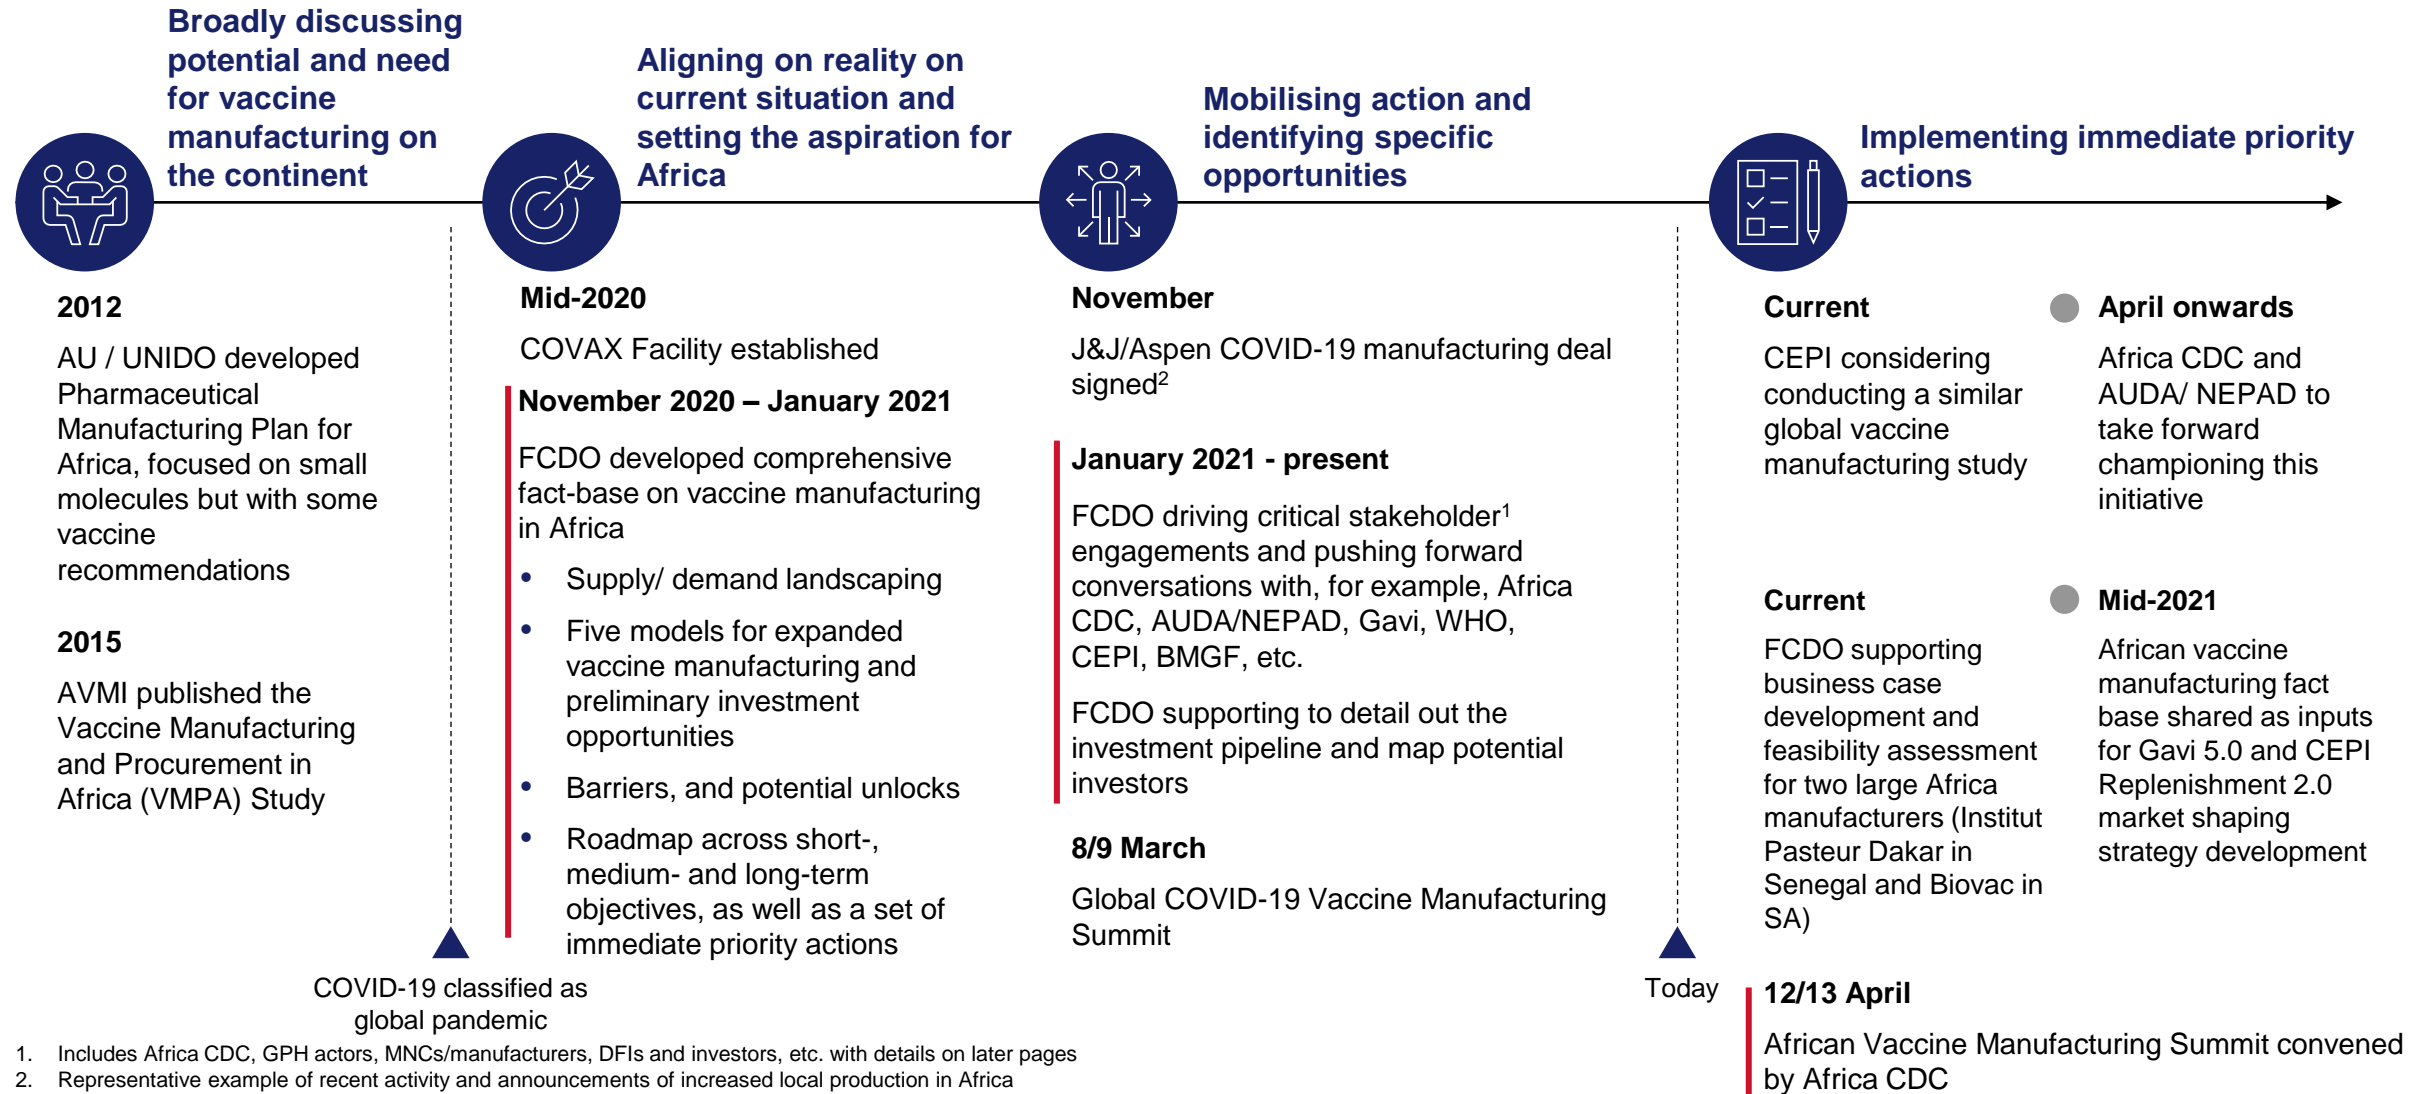 Broadly discussing
potential and need
for vaccine
manufacturing on
the continent
Aligning on reality on
current situation and
setting the aspiration for
Africa
Mobilising action and
identifying specific
opportunities
Implementing immediate priority
actions
2012
AU / UNIDO developed
Pharmaceutical
Manufacturing Plan for
Africa, focused on small
molecules but with some
vaccine
recommendations
2015
AVMI published the
Vaccine Manufacturing
and Procurement in
Africa (VMPA) Study
COVID-19 classified as
global pandemic
Mid-2020
COVAX Facility established
November 2020 – January 2021
FCDO developed comprehensive
fact-base on vaccine manufacturing
in Africa
• Supply/ demand landscaping
• Five models for expanded
vaccine manufacturing and
preliminary investment
opportunities
• Barriers, and potential unlocks
• Roadmap across short-,
medium- and long-term
objectives, as well as a set of
immediate priority actions
November
J&J/Aspen COVID-19 manufacturing deal
signed2
January 2021 - present
FCDO driving critical stakeholder1
engagements and pushing forward
conversations with, for example, Africa
CDC, AUDA/NEPAD, Gavi, WHO,
CEPI, BMGF, etc.
FCDO supporting to detail out the
investment pipeline and map potential
investors
8/9 March
Global COVID-19 Vaccine Manufacturing
Summit
Today
Current
CEPI considering
conducting a similar
global vaccine
manufacturing study
April onwards
Africa CDC and
AUDA/ NEPAD to
take forward
championing this
initiative
Current
FCDO supporting
business case
development and
feasibility assessment
for two large Africa
manufacturers (Institut
Pasteur Dakar in
Senegal and Biovac in
SA)
Mid-2021
African vaccine
manufacturing fact
base shared as inputs
for Gavi 5.0 and CEPI
Replenishment 2.0
market shaping
strategy development
12/13 April
African Vaccine Manufacturing Summit convened
by Africa CDC
1. Includes Africa CDC, GPH actors, MNCs/manufacturers, DFIs and investors, etc. with details on later pages
2. Representative example of recent activity and announcements of increased local production in Africa